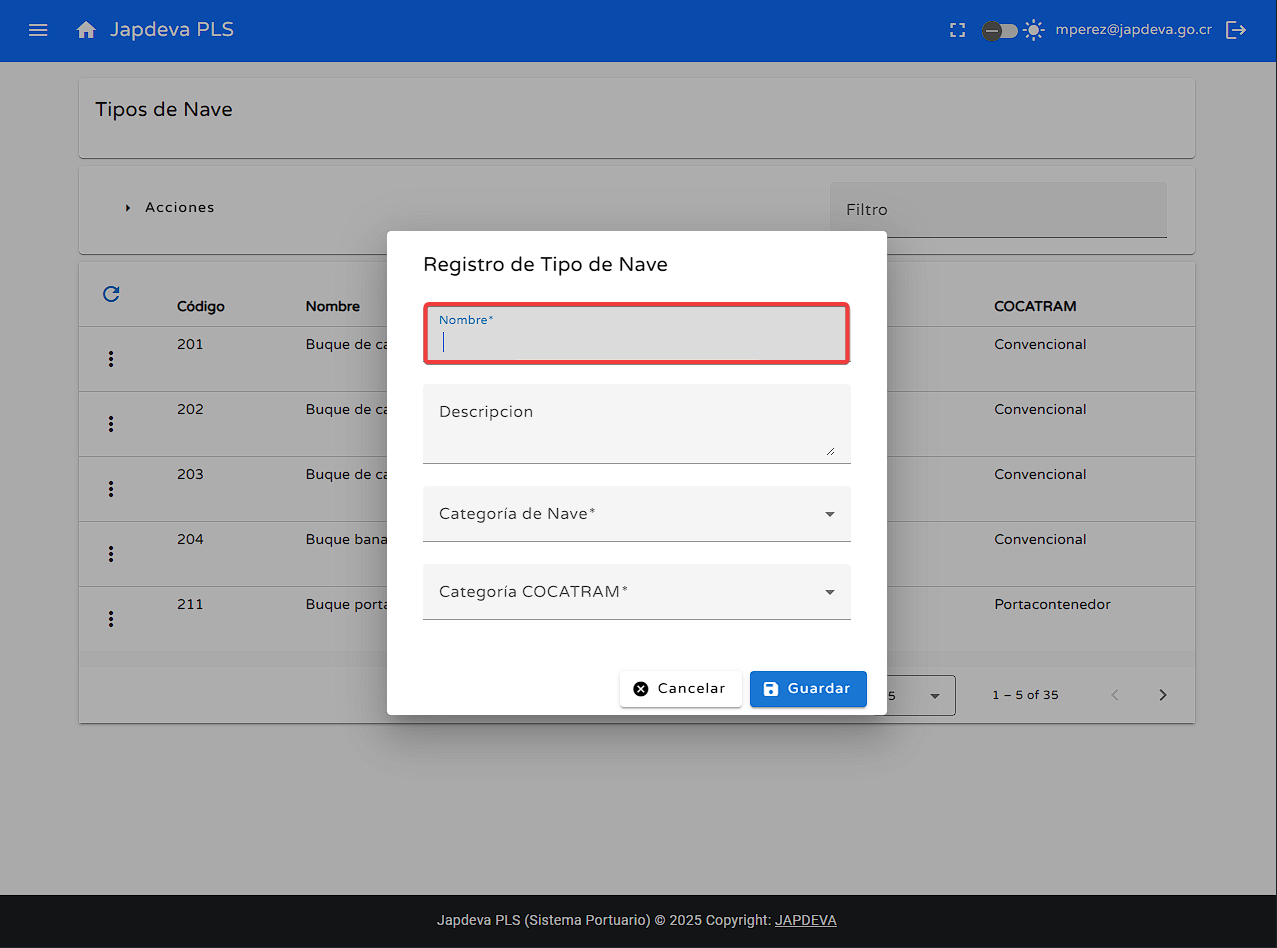 Japdeva PLS
mperez@japdeva.go.cr
Tipos de Nave
Acciones
Filtro
Código Nombre COCATRAM
201 Buque de ca Convencional
202 Buque de ca Convencional
203 Buque de ca Convencional
204 Buque bana Convencional
211 Buque porta Portacontenedor
5 1 – 5 of 35
Registro de Tipo de Nave
Nombre*
Descripcion
Categoría de Nave*
Categoría COCATRAM*
Cancelar Guardar
Japdeva PLS (Sistema Portuario) © 2025 Copyright: JAPDEVA